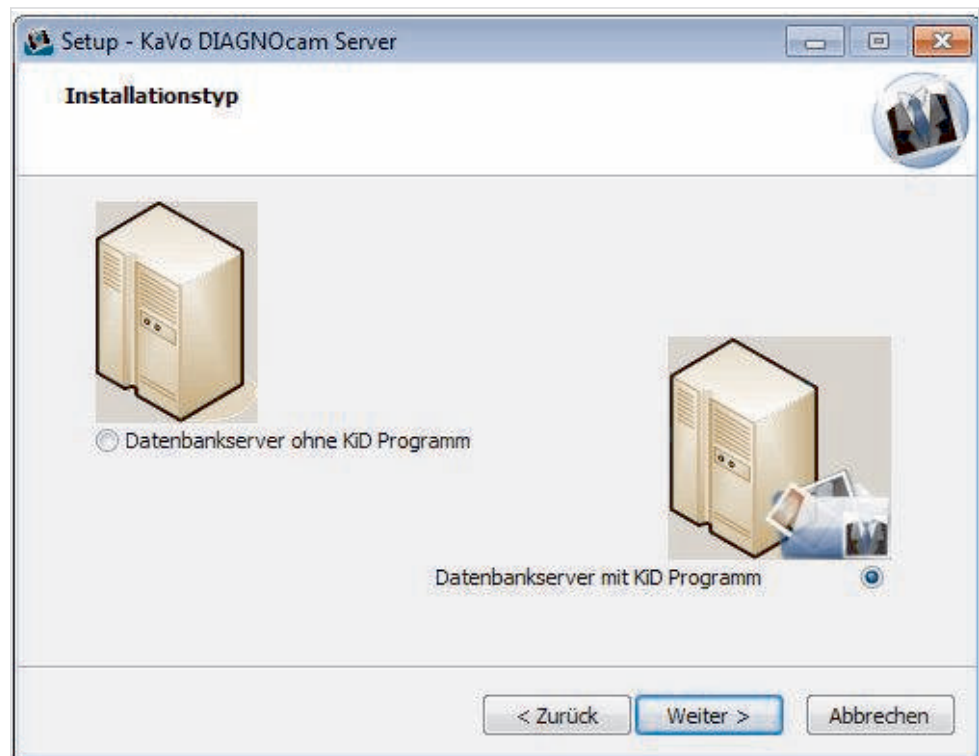 Setup - KaVo DIAGNOcam Server
Installationstyp
Datenbankserver ohne KiD Programm
Datenbankserver mit KiD Programm
< Zurück
Weiter >
Abbrechen